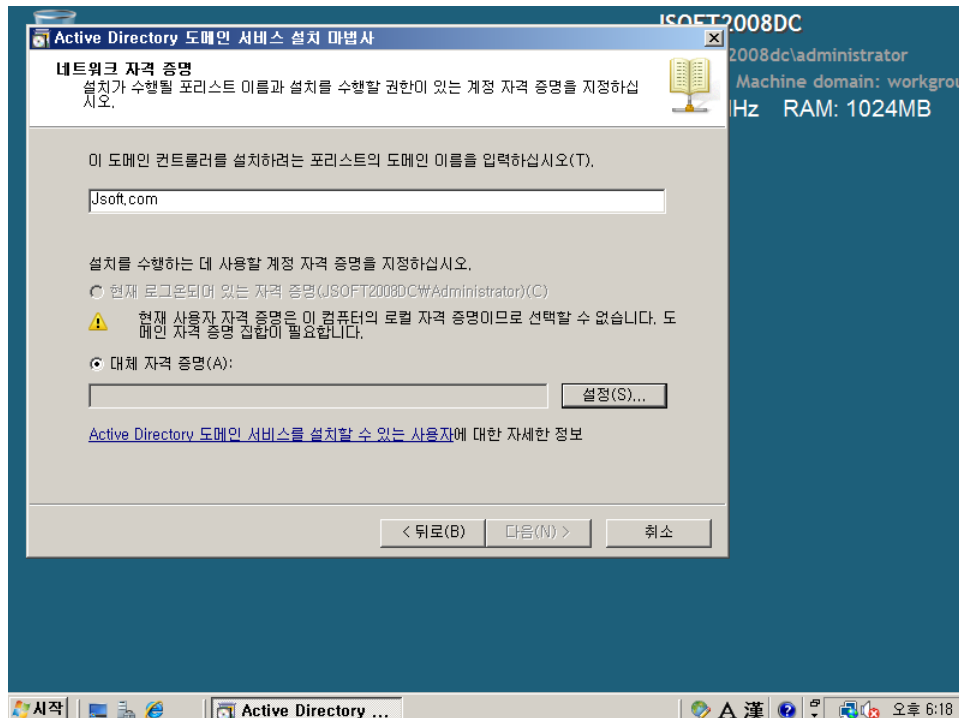 JSOFT2008DC
Active Directory 도메인 서비스 설치 마법사
2008dc\administrator
네트워크 자격 증명
설치가 수행될 포리스트 이름과 설치를 수행할 권한이 있는 계정 자격 증명을 지정하십
시오.
Machine domain: workgrou
Hz RAM: 1024MB
이 도메인 컨트롤러를 설치하려는 포리스트의 도메인 이름을 입력하십시오(T).
Jsoft.com
설치를 수행하는 데 사용할 계정 자격 증명을 지정하십시오.
현재 로그온되어 있는 자격 증명(JSOFT2008DC₩Administrator)(C)
현재 사용자 자격 증명은 이 컴퓨터의 로컬 자격 증명이므로 선택할 수 없습니다. 도
메인 자격 증명 집합이 필요합니다.
대체 자격 증명(A):
설정(S)...
Active Directory 도메인 서비스를 설치할 수 있는 사용자에 대한 자세한 정보
< 뒤로(B) 다음(N) > 취소
시작 Active Directory ... A 漢 오후 6:18